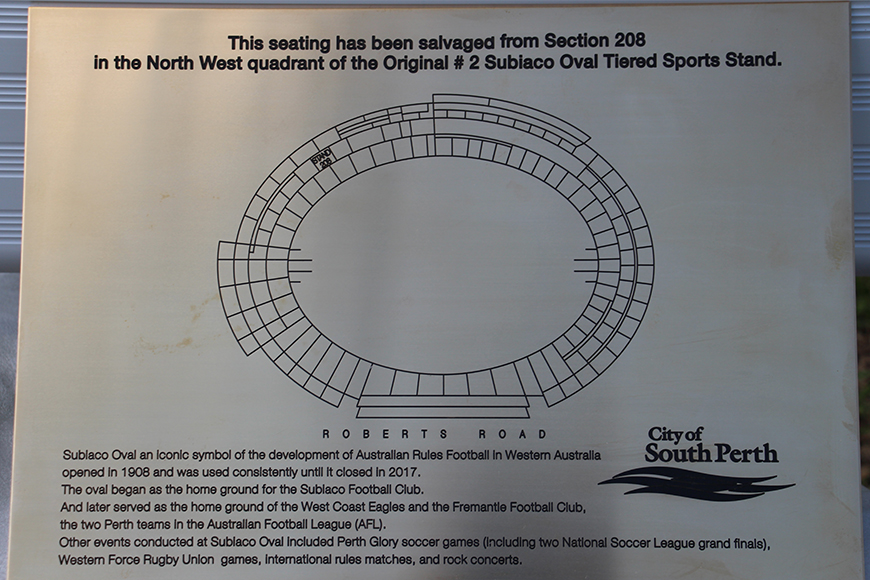 This seating has been salvaged from Section 208
in the North West quadrant of the Original # 2 Subiaco Oval Tiered Sports Stand.
STAND
208
ROBERTS ROAD
Subiaco Oval an iconic symbol of the development of Australian Rules Football in Western Australia
opened in 1908 and was used consistently until it closed in 2017.
The oval began as the home ground for the Subiaco Football Club.
And later served as the home ground of the West Coast Eagles and the Fremantle Football Club,
the two Perth teams in the Australian Football League (AFL).
Other events conducted at Subiaco Oval included Perth Glory soccer games (including two National Soccer League grand finals),
Western Force Rugby Union games, International rules matches, and rock concerts.
City of
South Perth